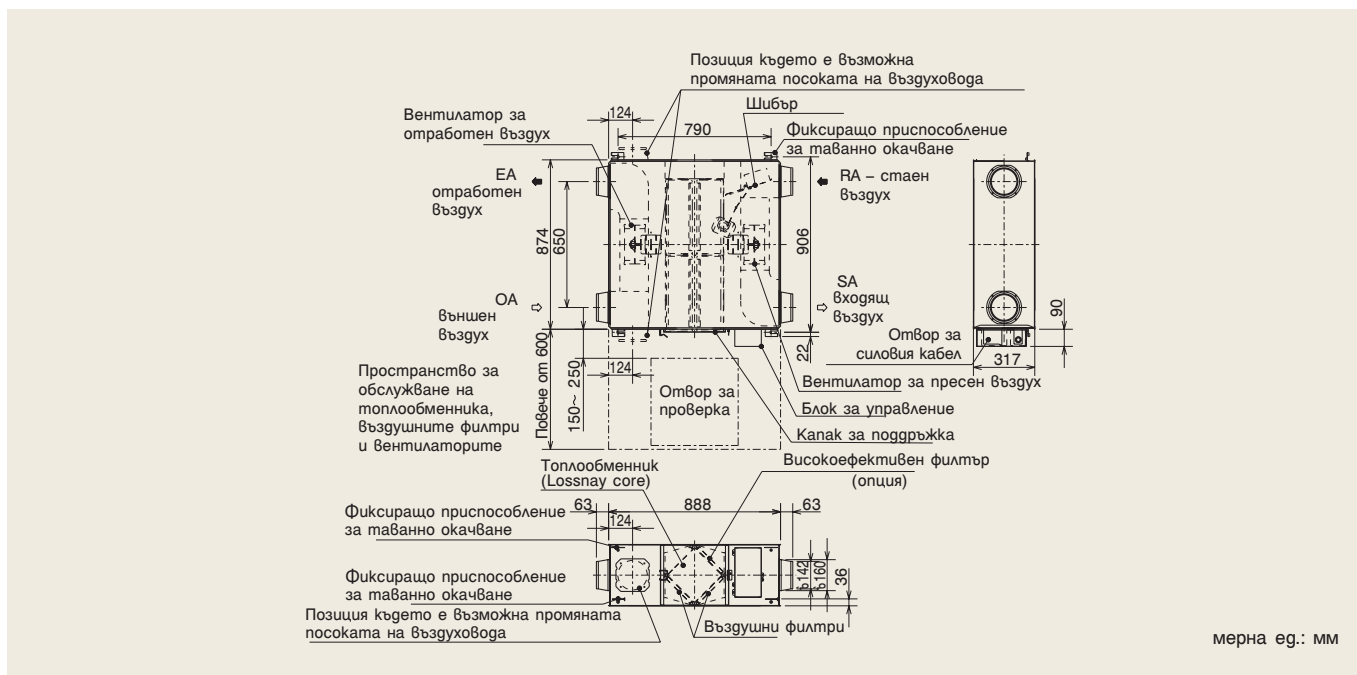 Позиция където е възможна
промяната посоката на въздуховода
Шибър
Вентилатор за
отработен въздух
124
790
Фиксиращо приспособление
за таванно окачване
EA
отработен
въздух
RA – стаен
въздух
874
650
906
OA
външен
въздух
SA
входящ
въздух
90
Отвор за
силовия кабел
317
22
Пространство за
обслужване на
топлообменника,
въздушните филтри
и вентилаторите
Повече от 600
150~ 250
124
Отвор за
проверка
Вентилатор за пресен въздух
Блок за управление
Капак за поддръжка
Топлообменник
(Lossnay core)
Високоефективен филтър
(опция)
63
888
63
124
Фиксиращо приспособление
за таванно окачване
Фиксиращо приспособление
за таванно окачване
142
160
36
Позиция където е възможна промяната
посоката на въздуховода
Въздушни филтри
мерна ед.: мм